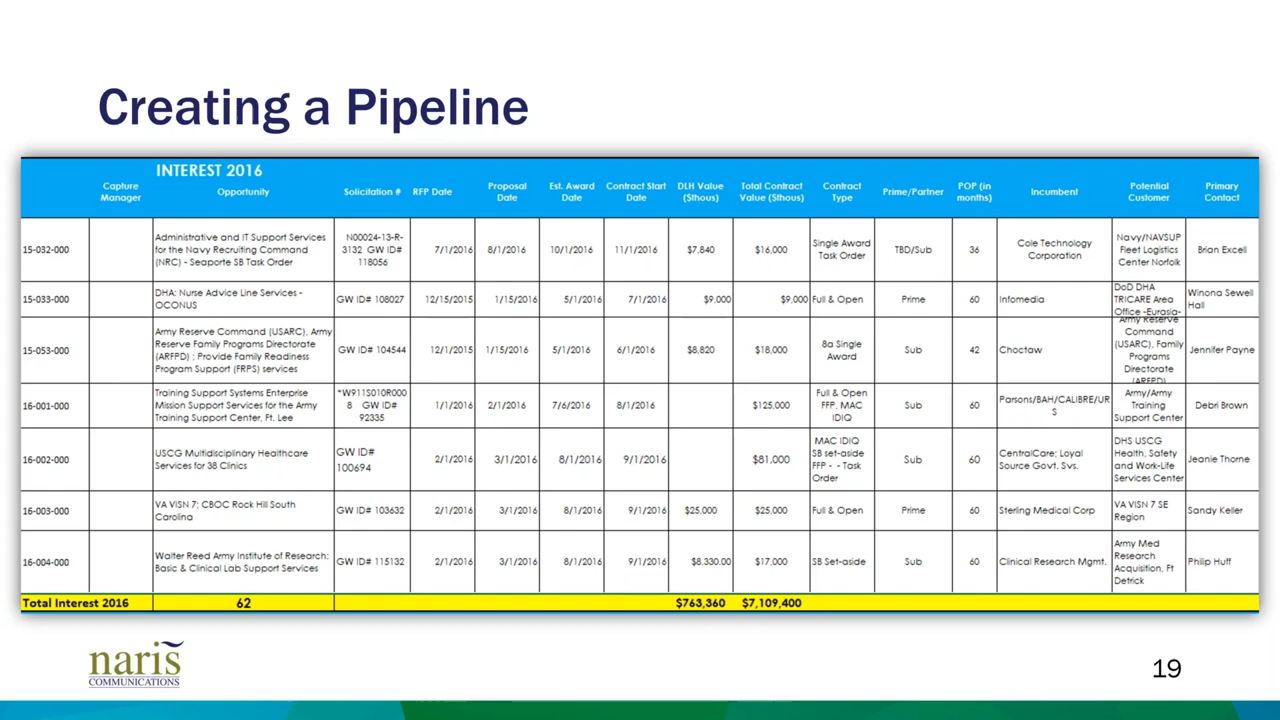 Creating a Pipeline
INTEREST 2016
Capture Manager Opportunity Solicitation # RFP Date Proposal Date Est. Award Date Contract Start Date DLH Value ($thous) Total Contract Value ($thous) Contract Type Prime/Partner POP (in months) Incumbent Potential Customer Primary Contact
15-032-000 Administrative and IT Support Services for the Navy Recruiting Command (NRC) - Seaporte SB Task Order N00024-13-R-3132 GW ID# 118056 7/1/2016 8/1/2016 10/1/2016 11/1/2016 $7,840 $16,000 Single Award Task Order TBD/Sub 36 Cole Technology Corporation Navy/NAVSUP Fleet Logistics Center Norfolk Brian Excell
15-033-000 DHA: Nurse Advice Line Services - OCONUS GW ID# 108027 12/15/2015 1/15/2016 5/1/2016 7/1/2016 $9,000 $9,000 Full & Open Prime 60 Infomedia DoD DHA TRICARE Area Office -Eurasia- Winona Sewell Hall
15-053-000 Army Reserve Command (USARC), Army Reserve Family Programs Directorate (ARFPD) ; Provide Family Readiness Program Support (FRPS) services GW ID# 104544 12/1/2015 1/15/2016 5/1/2016 6/1/2016 $8,820 $18,000 8a Single Award Sub 42 Choctaw Army Reserve Command (USARC), Family Programs Directorate (ARFPD) Jennifer Payne
16-001-000 Training Support Systems Enterprise Mission Support Services for the Army Training Support Center, Ft. Lee *W911S010R0008 GW ID# 92335 1/1/2016 2/1/2016 7/6/2016 8/1/2016 $125,000 Full & Open FFP, MAC IDIQ Sub 60 Parsons/BAH/CALIBRE/URS Army/Army Training Support Center Debri Brown
16-002-000 USCG Multidisciplinary Healthcare Services for 38 Clinics GW ID# 100694 2/1/2016 3/1/2016 8/1/2016 9/1/2016 $81,000 MAC IDIQ SB set-aside FFP - - Task Order Sub 60 CentralCare; Loyal Source Govt. Svs. DHS USCG Health, Safety and Work-Life Services Center Jeanie Thorne
16-003-000 VA VISN 7; CBOC Rock Hill South Carolina GW ID# 103632 2/1/2016 3/1/2016 8/1/2016 9/1/2016 $25,000 $25,000 Full & Open Prime 60 Sterling Medical Corp VA VISN 7 SE Region Sandy Keller
16-004-000 Walter Reed Army Institute of Research: Basic & Clinical Lab Support Services GW ID# 115132 2/1/2016 3/1/2016 8/1/2016 9/1/2016 $8,330.00 $17,000 SB Set-aside Sub 60 Clinical Research Mgmt. Army Med Research Acquisition, Ft Detrick Philip Huff
Total Interest 2016 62 $763,360 $7,109,400
naris
COMMUNICATIONS
19